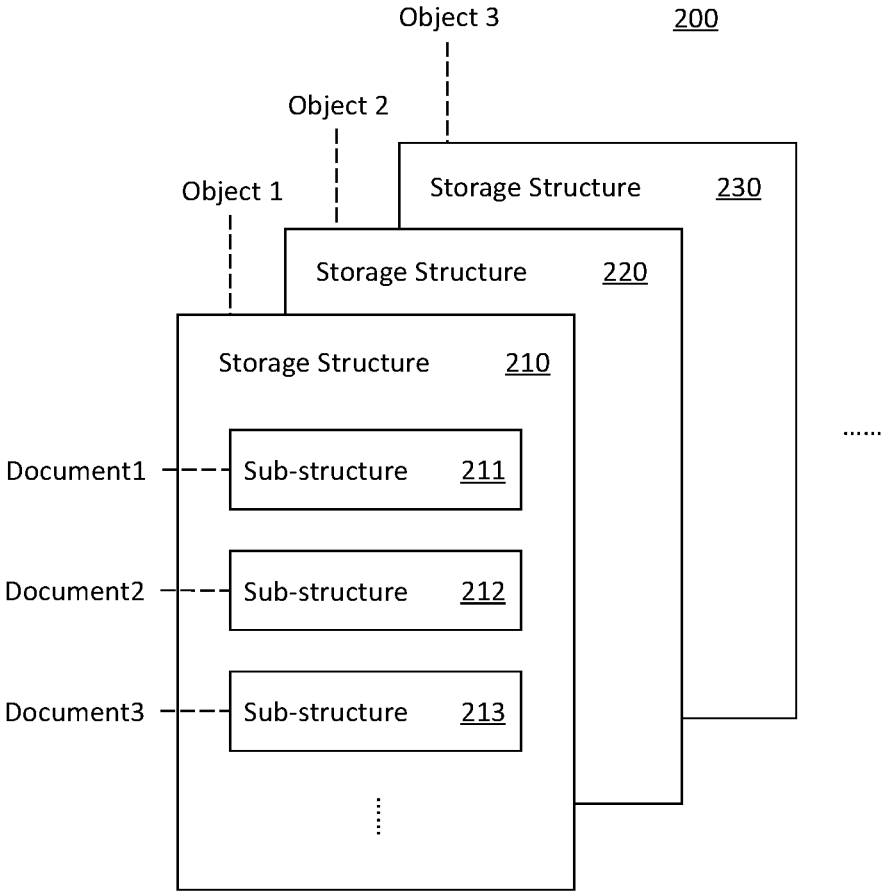 Object 3 200
Object 2
Object 1
Storage Structure 230
Storage Structure 220
Storage Structure 210
......
Document1 Sub-structure 211
Document2 Sub-structure 212
Document3 Sub-structure 213
......